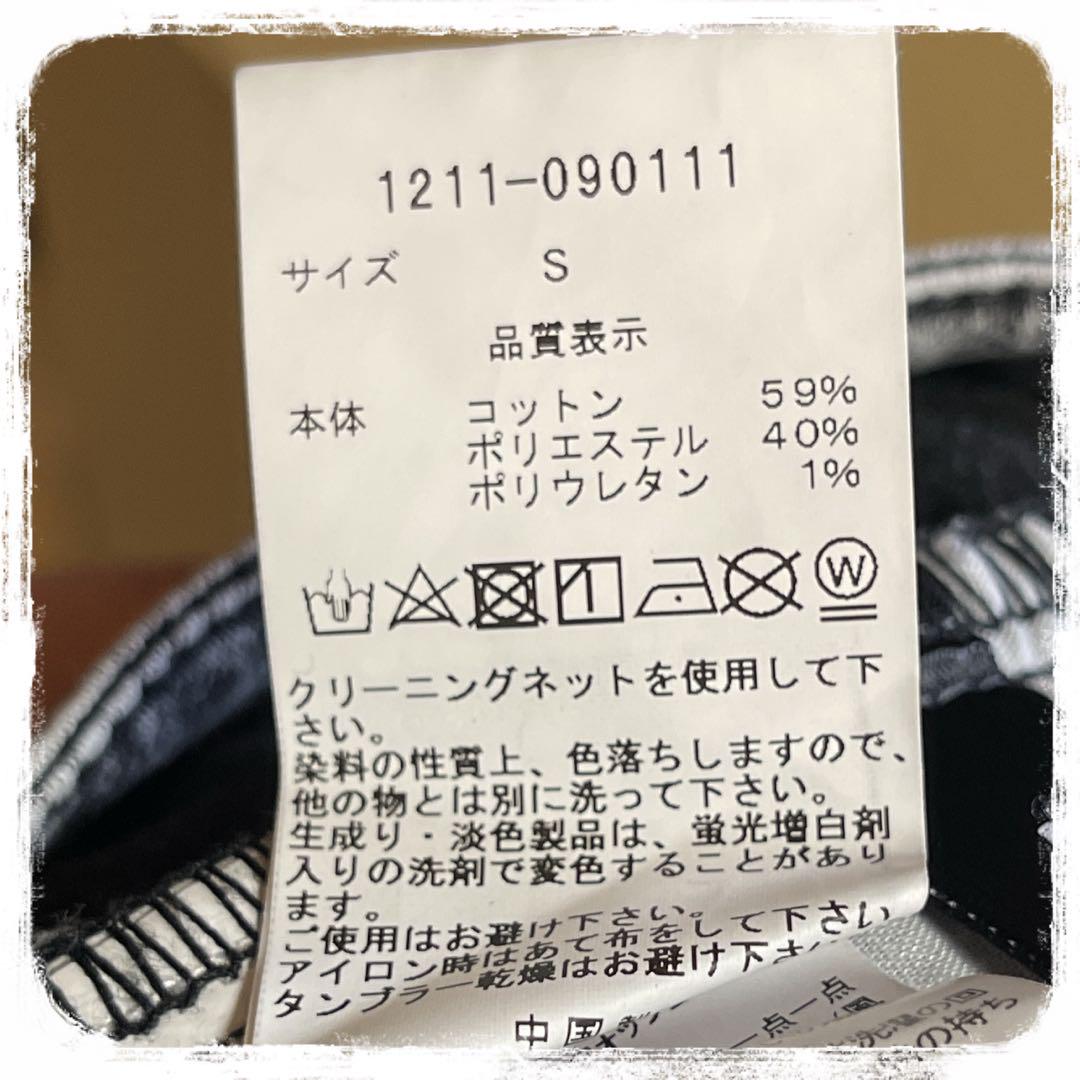 1211-090111
サイズ S
品質表示
本体 コットン 59%
ポリエステル 40%
ポリウレタン 1%
W
クリーニングネットを使用して下
さい。
染料の性質上、色落ちしますので、
他の物とは別に洗って下さい。
生成り・淡色製品は、蛍光増白剤
入りの洗剤で変色することがあり
ます。
ご使用はお避け下さい。
アイロン時はあて布をして下さい
タンブラー乾燥はお避け下さ
中国
一点一点
の持ち